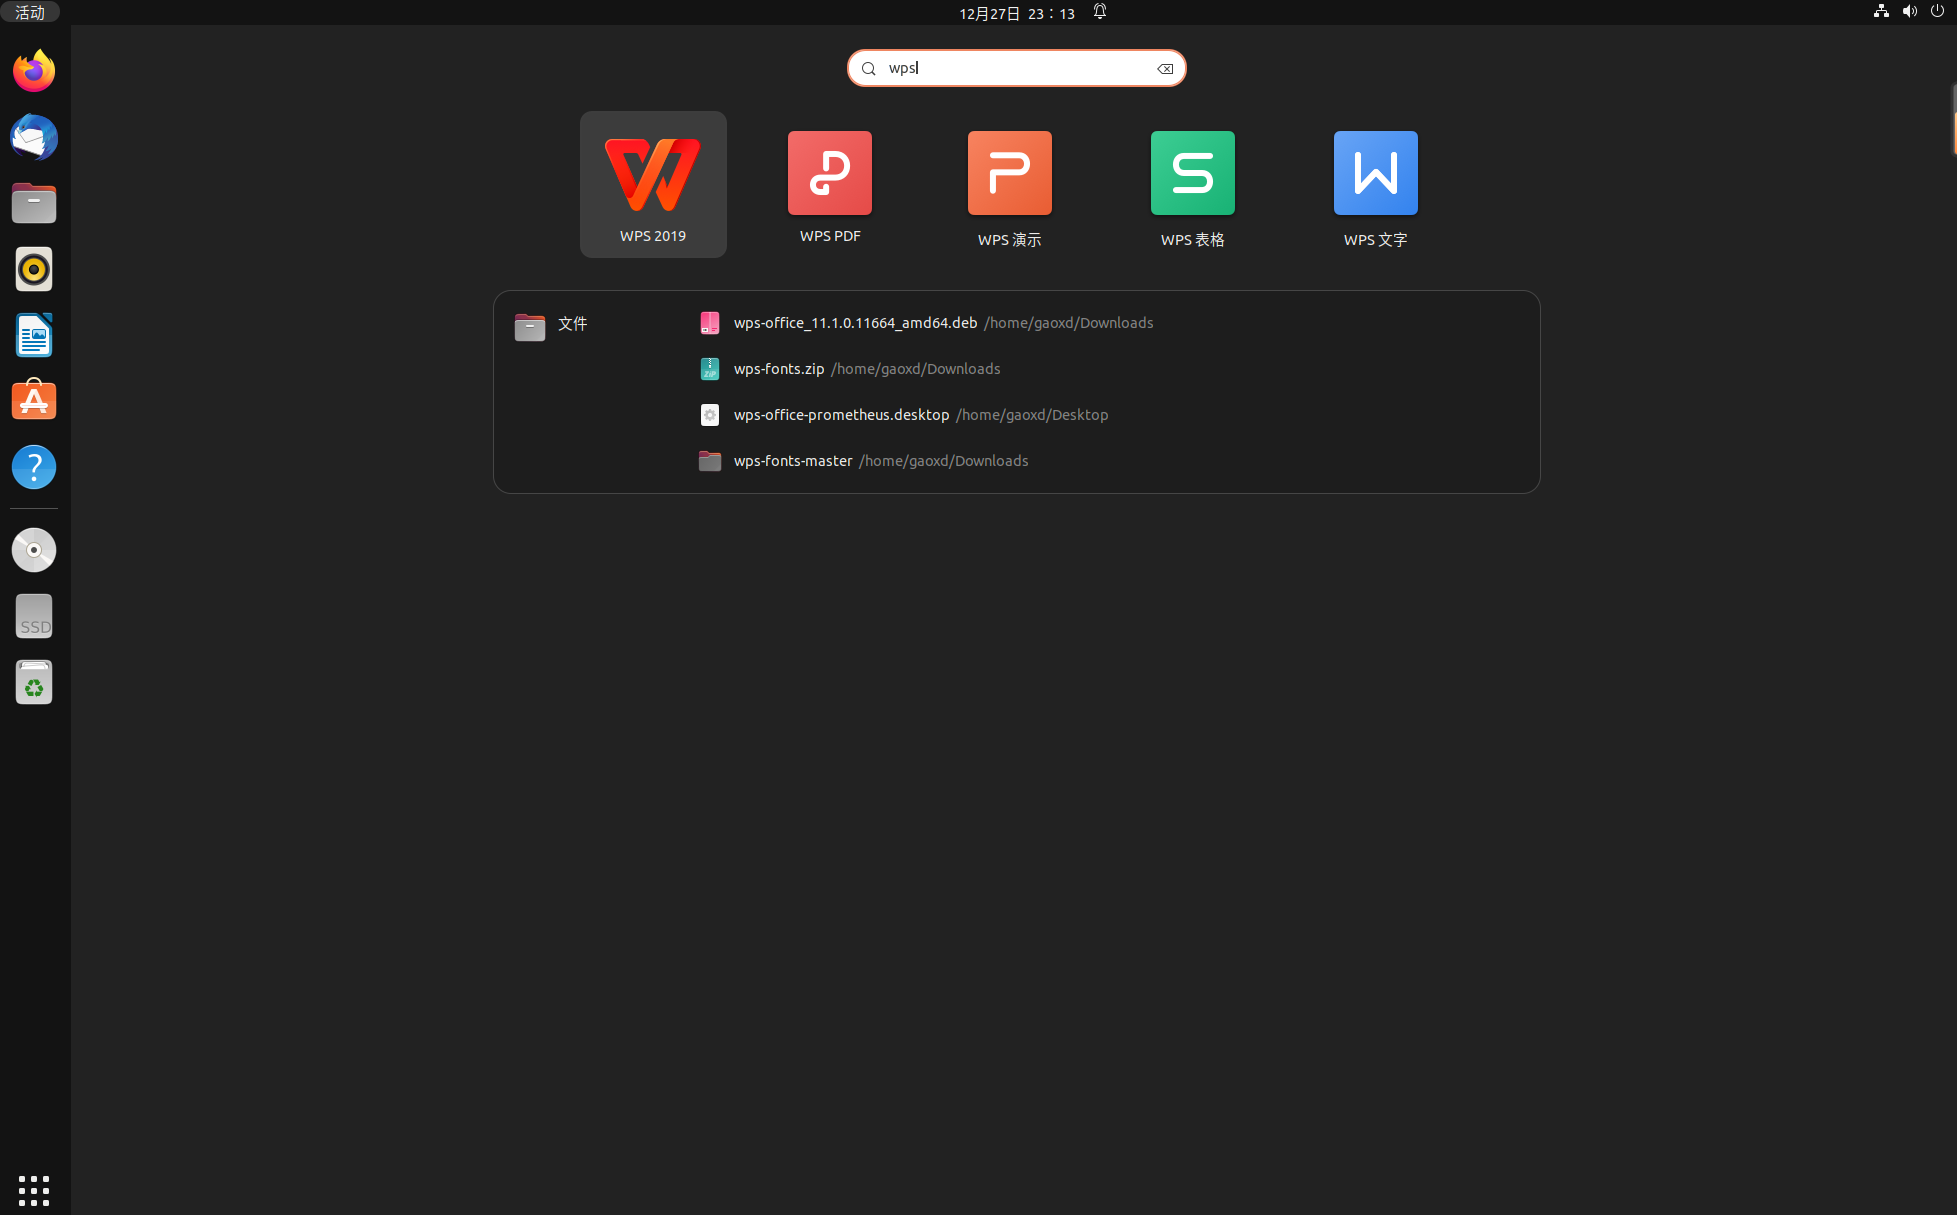 活动
12月27日 23：13
wps
WPS 2019
WPS PDF
WPS 演示
WPS 表格
WPS 文字
文件
wps-office_11.1.0.11664_amd64.deb /home/gaoxd/Downloads
wps-fonts.zip /home/gaoxd/Downloads
wps-office-prometheus.desktop /home/gaoxd/Desktop
wps-fonts-master /home/gaoxd/Downloads
?
SSD
ZIP